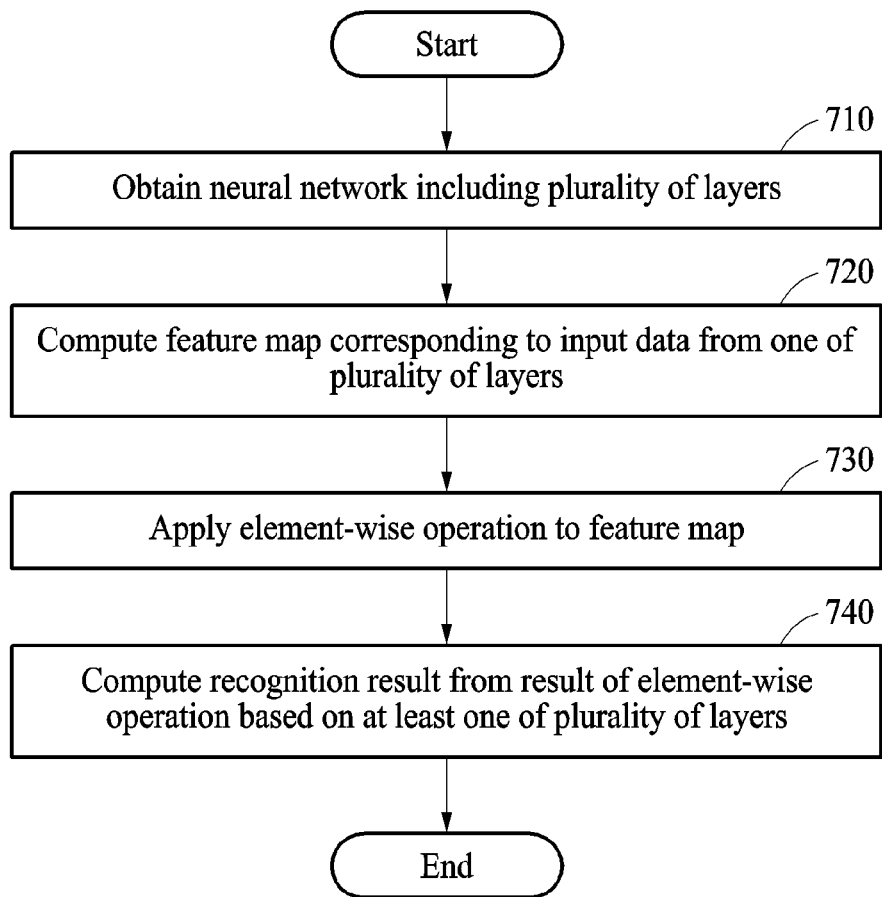 Start
710
Obtain neural network including plurality of layers
720
Compute feature map corresponding to input data from one of
plurality of layers
730
Apply element-wise operation to feature map
740
Compute recognition result from result of element-wise
operation based on at least one of plurality of layers
End